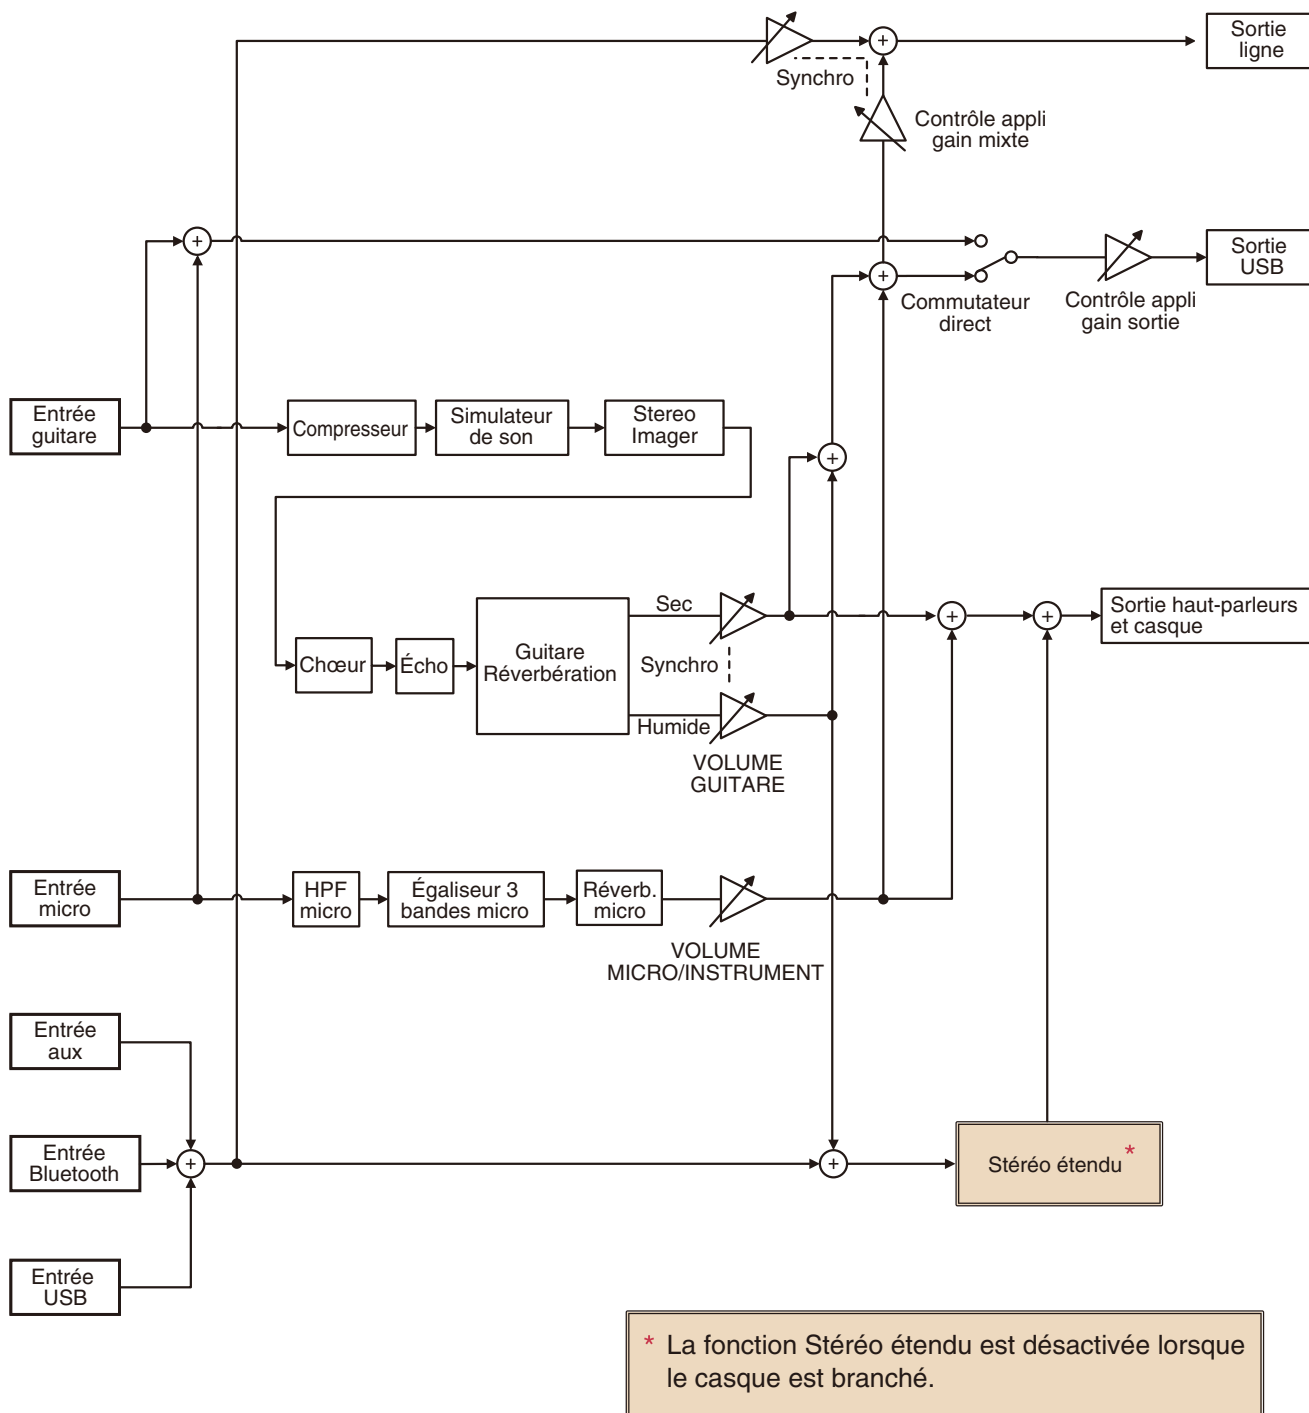 Sortie
ligne
Synchro
Contrôle appli
gain mixte
+
+
+
Sortie
USB
Commutateur
direct
Contrôle appli
gain sortie
Entrée
guitare
Compresseur
Simulateur
de son
Stereo
Imager
+
Sec
Guitare
Réverbération
Chœur
Écho
Synchro
+
+
Sortie haut-parleurs
et casque
Humide
VOLUME
GUITARE
Entrée
micro
HPF
micro
Égaliseur 3
bandes micro
Réverb.
micro
VOLUME
MICRO/INSTRUMENT
Entrée
aux
Entrée
Bluetooth
+
+
Stéréo étendu *
Entrée
USB
* La fonction Stéréo étendu est désactivée lorsque
le casque est branché.